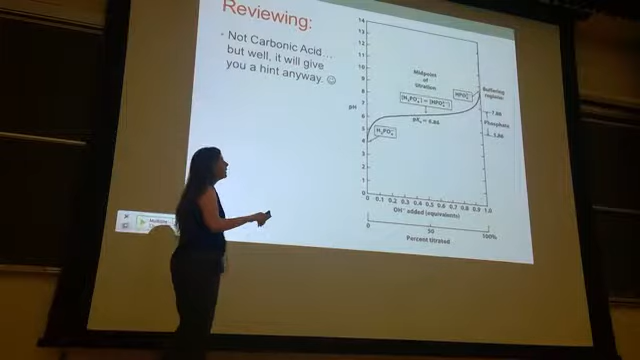 Reviewing:
Not Carbonic Acid...
but well, it will give
you a hint anyway. ☺
14
13
12
11
10
9
8
7
6
5
4
3
2
1
0
pH
Midpoint
of
titration
[H₂PO₄⁻] = [HPO₄²⁻]
pKₐ = 6.86
H₂PO₄⁻
HPO₄²⁻
Buffering
regions:
Phosphate
0 0.1 0.2 0.3 0.4 0.5 0.6 0.7 0.8 0.9 1.0
OH⁻ added (equivalents)
0 50 100%
Percent titrated
Multiple